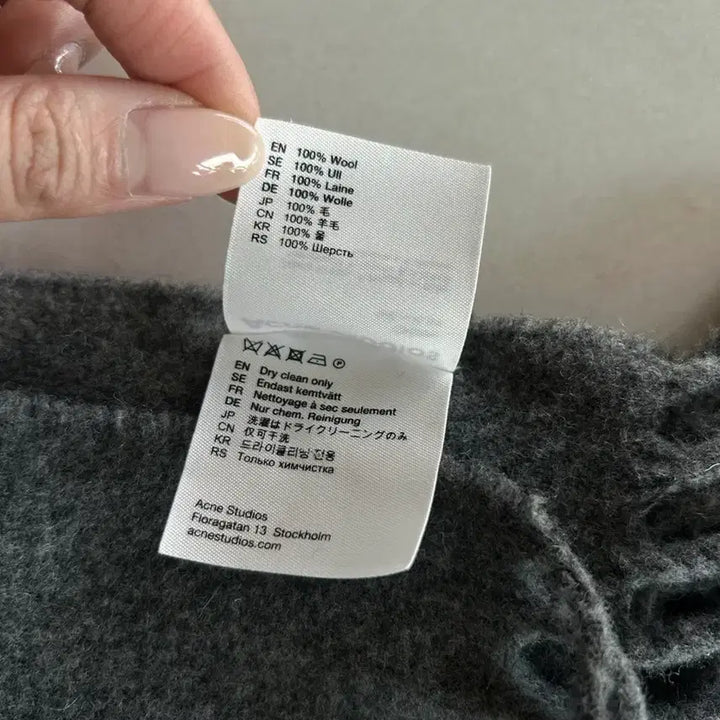 EN 100% Wool
SE 100% Ull
FR 100% Laine
DE 100% Wolle
JP 100% 毛
CN 100% 羊毛
KR 100% 울
RS 100% Шерсть
EN Dry clean only
SE Endast kemtvätt
FR Nettoyage à sec seulement
DE Nur chem. Reinigung
JP 洗濯はドライクリーニングのみ
CN 仅可干洗
KR 드라이클리닝 전용
RS Только химчистка
Acne Studios
Floragatan 13 Stockholm
acnestudios.com